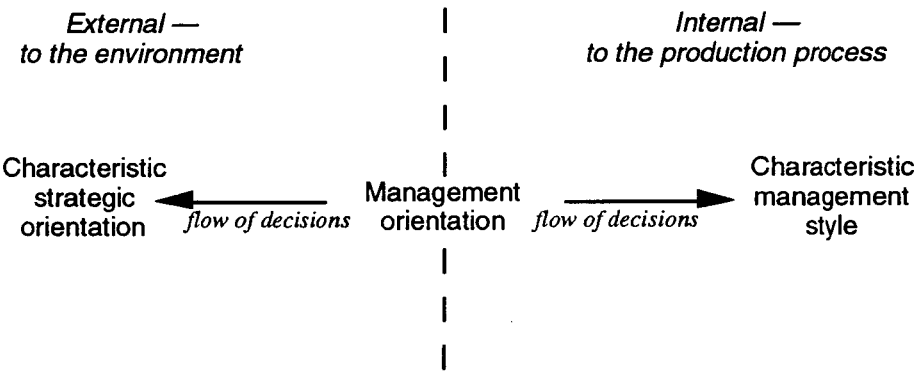 External —
to the environment
Internal —
to the production process
Characteristic
strategic
orientation
flow of decisions
Management
orientation
flow of decisions
Characteristic
management
style